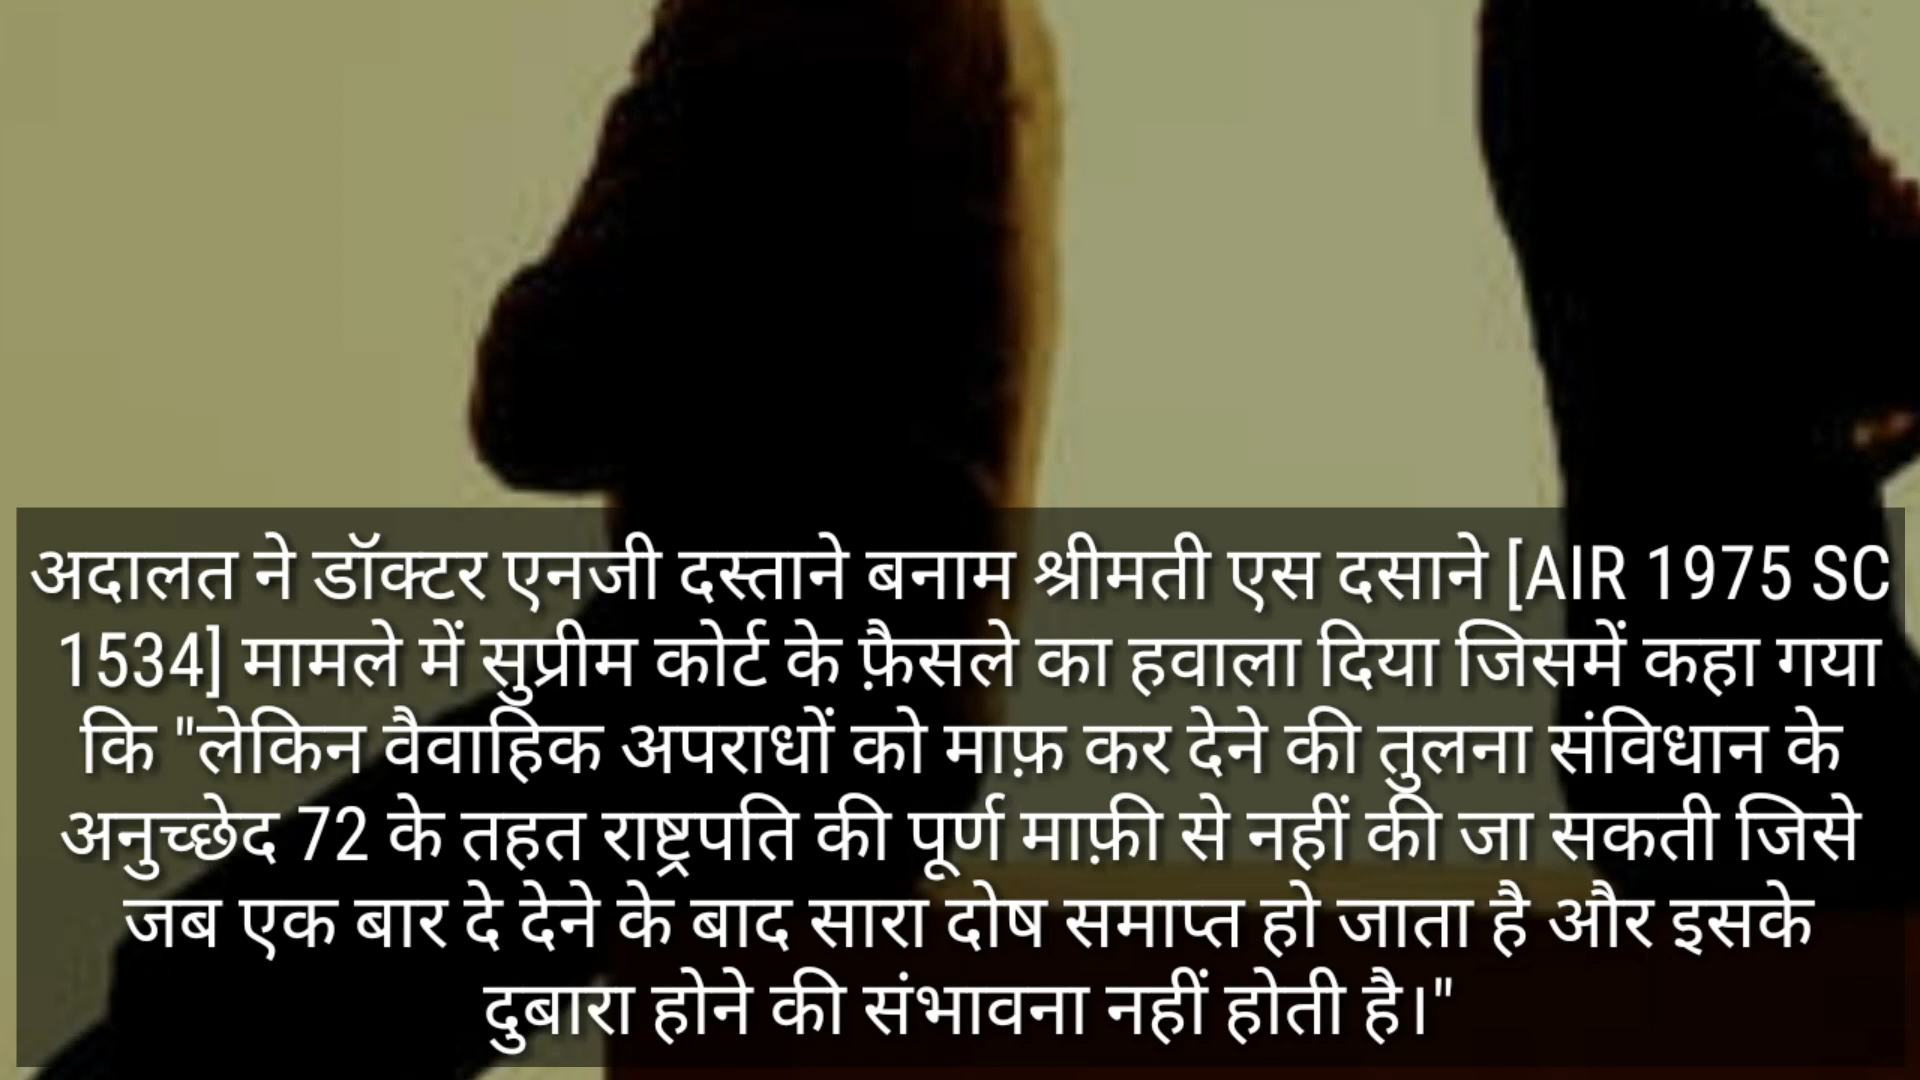 अदालत ने डॉक्टर एनजी दस्ताने बनाम श्रीमती एस दसाने [AIR 1975 SC
1534] मामले में सुप्रीम कोर्ट के फ़ैसले का हवाला दिया जिसमें कहा गया
कि "लेकिन वैवाहिक अपराधों को माफ़ कर देने की तुलना संविधान के
अनुच्छेद 72 के तहत राष्ट्रपति की पूर्ण माफ़ी से नहीं की जा सकती जिसे
जब एक बार दे देने के बाद सारा दोष समाप्त हो जाता है और इसके
दुबारा होने की संभावना नहीं होती है।"